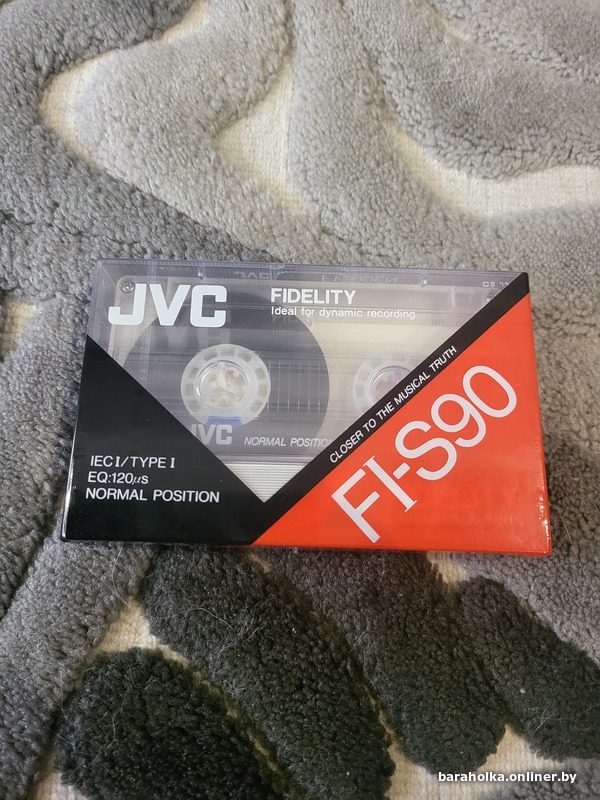 JVC
FIDELITY
Ideal for dynamic recording
CLOSER TO THE MUSICAL TRUTH
FI-S90
JVC NORMAL POSITION
IEC I/TYPE I
EQ:120μs
NORMAL POSITION
baraholka.onliner.by